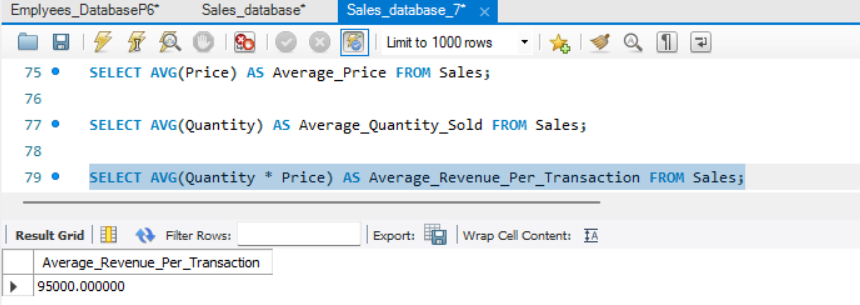 Emplyees_DatabaseP6* Sales_database* Sales_database_7* ×
Limit to 1000 rows
75 SELECT AVG(Price) AS Average_Price FROM Sales;
76
77 SELECT AVG(Quantity) AS Average_Quantity_Sold FROM Sales;
78
79 SELECT AVG(Quantity * Price) AS Average_Revenue_Per_Transaction FROM Sales;
Result Grid Filter Rows: Export: Wrap Cell Content: IA
Average_Revenue_Per_Transaction
95000.000000